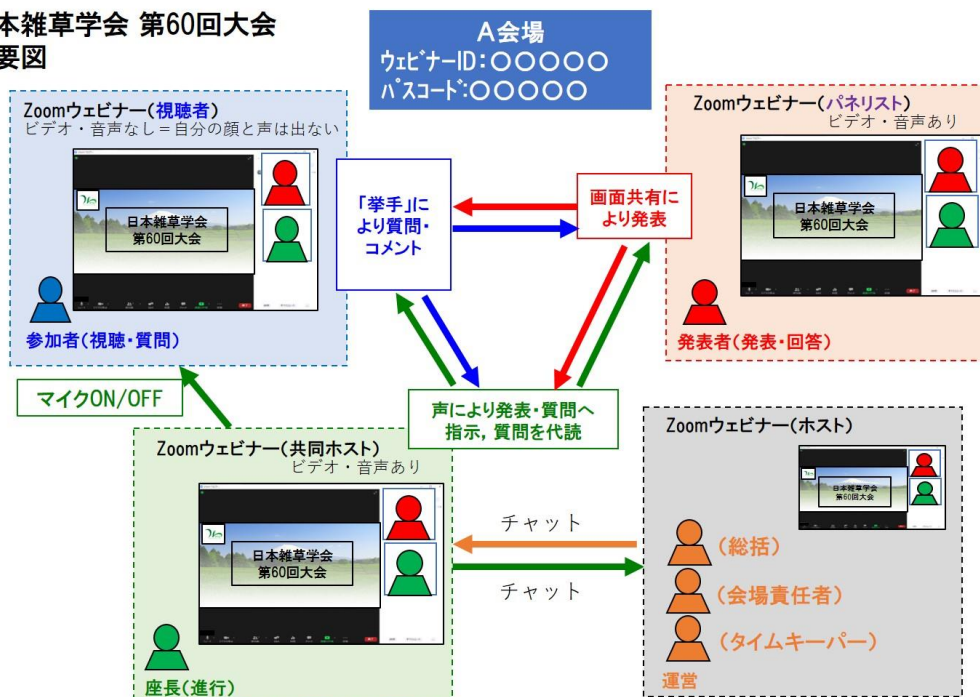 本雑草学会 第60回大会
要図
A会場
ウェビナーID:〇〇〇〇〇
パスコード:〇〇〇〇〇
Zoomウェビナー(視聴者)
ビデオ・音声なし=自分の顔と声は出ない
日本雑草学会
第60回大会
参加者(視聴・質問)
「挙手」に
より質問・
コメント
画面共有に
より発表
Zoomウェビナー(パネリスト)
ビデオ・音声あり
日本雑草学会
第60回大会
発表者(発表・回答)
マイクON/OFF
声により発表・質問へ
指示,質問を代読
Zoomウェビナー(共同ホスト)
ビデオ・音声あり
日本雑草学会
第60回大会
座長(進行)
チャット
チャット
Zoomウェビナー(ホスト)
日本雑草学会
第60回大会
(総括)
(会場責任者)
(タイムキーパー)
運営